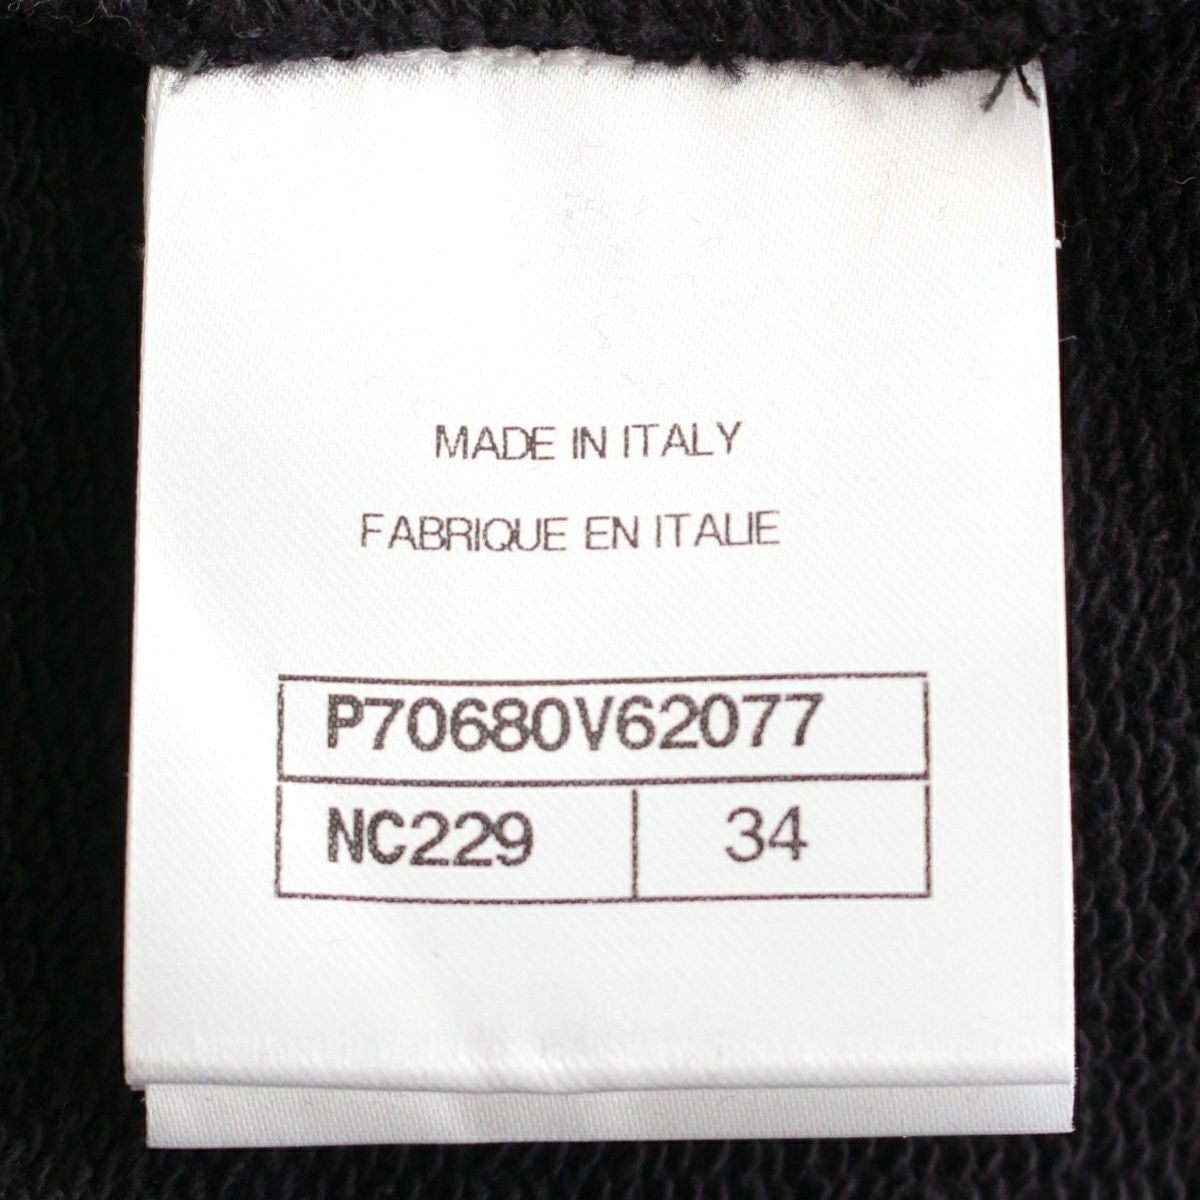 MADE IN ITALY
FABRIQUE EN ITALIE
P70680V62077
NC229 34